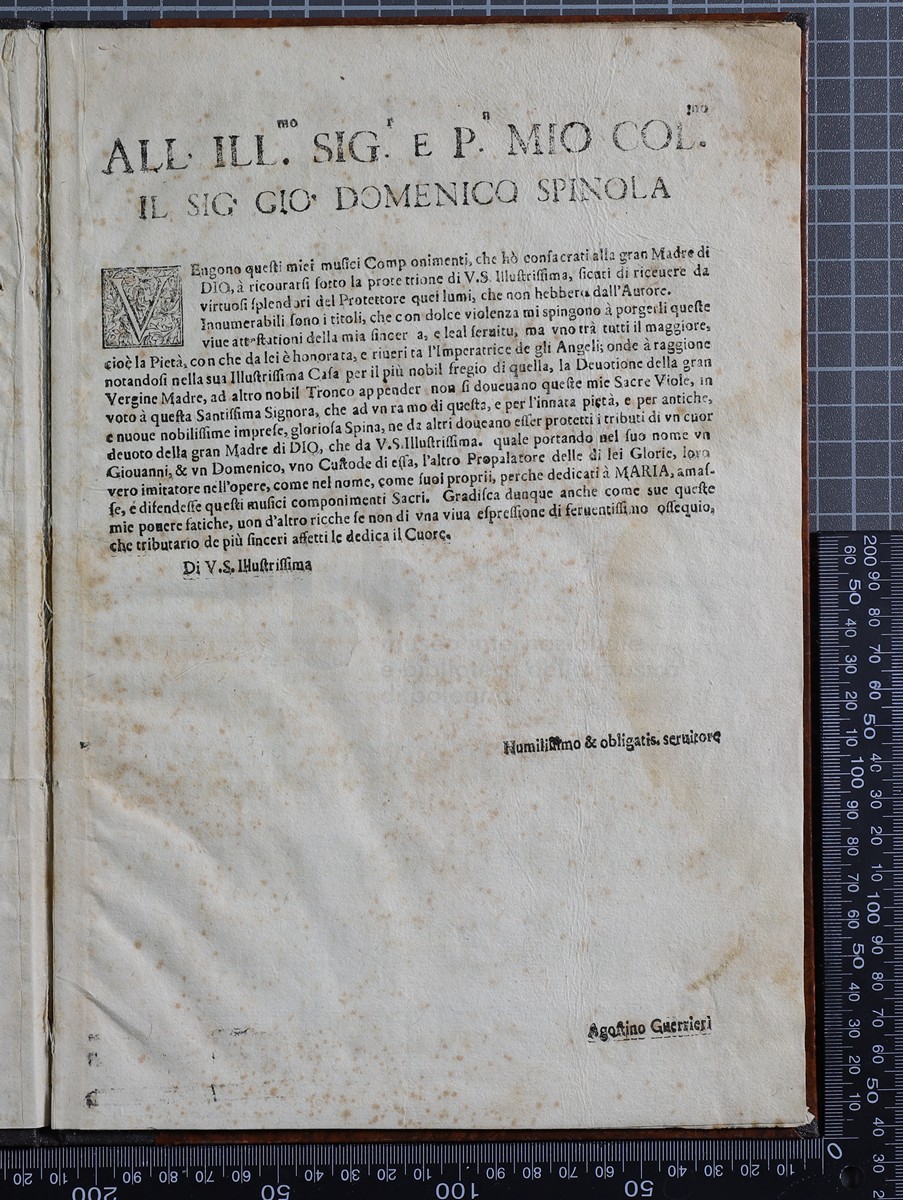 ALL. ILL.mo SIG.r E P.n MIO COL.mo
IL SIG. GIO. DOMENICO SPINOLA
VEngono questi miei musici Componimenti, che hò consacrati alla gran Madre di
DIO, à ricourarsi sotto la protettione di V.S. Illustrissima, sicuri di riceuere da
virtuosi splendori del Protettore quei lumi, che non hebbero dall'Autore.
Innumerabili sono i titoli, che con dolce violenza mi spingono à porgerli queste
viue attestationi della mia sincera, e leal seruitu, ma vno trà tutti il maggiore,
cioè la Pietà, con che da lei è honorata, e riuerita l'Imperatrice de gli Angeli; onde à raggione
notandosi nella sua Illustrissima Casa per il più nobil fregio di quella, la Deuotione della gran
Vergine Madre, ad altro nobil Tronco appender non si doueuano queste mie Sacre Viole, in
voto à questa Santissima Signora, che ad vn ramo di questa, e per l'innata pietà, e per antiche,
e nuoue nobilissime imprese, gloriosa Spina, ne da altri doueano esser protetti i tributi di vn cuor
deuoto della gran Madre di DIO, che da V.S.Illustrissima. quale portando nel suo nome vn
Giouanni, & vn Domenico, vno Custode di essa, l'altro Propalatore delle di lei Glorie, loro
vero imitatore nell'opere, come nel nome, come suoi proprii, perche dedicati à MARIA, amas-
se, e difendesse questi musici componimenti Sacri. Gradisca dunque anche come sue queste
mie pouere fatiche, uon d'altro ricche se non di vna viua espressione di feruentissimo ossequio,
che tributario de più sinceri affetti le dedica il Cuore.
Di V.S. Illustrissima
Humilissimo & obligatis. seruitore
Agostino Guerrieri